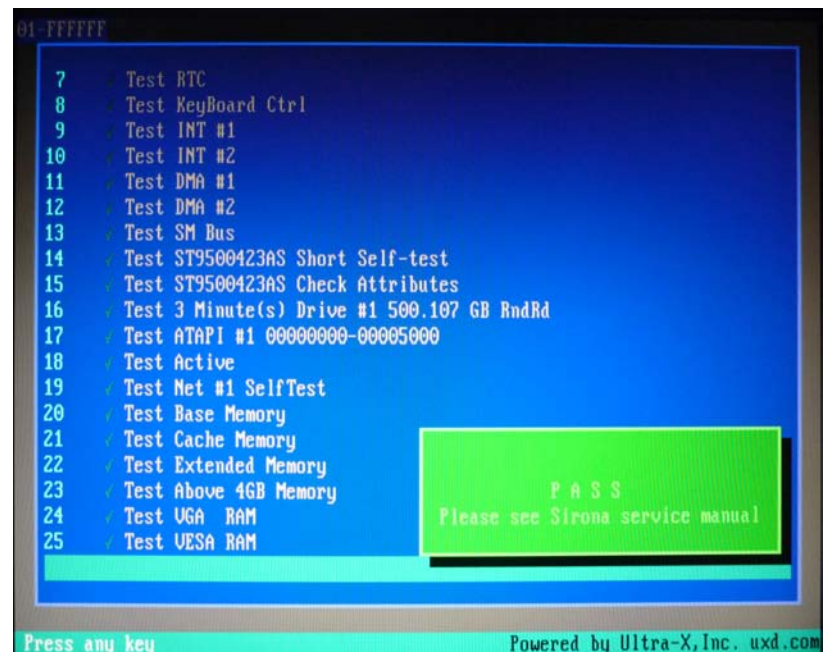 01-FFFFFF
7 √ Test RTC
8 √ Test KeyBoard Ctrl
9 √ Test INT #1
10 √ Test INT #2
11 √ Test DMA #1
12 √ Test DMA #2
13 √ Test SM Bus
14 √ Test ST9500423AS Short Self-test
15 √ Test ST9500423AS Check Attributes
16 √ Test 3 Minute(s) Drive #1 500.107 GB RndRd
17 √ Test ATAPI #1 00000000-00005000
18 √ Test Active
19 √ Test Net #1 SelfTest
20 √ Test Base Memory
21 √ Test Cache Memory
22 √ Test Extended Memory
23 √ Test Above 4GB Memory
24 √ Test VGA RAM
25 √ Test VESA RAM
P A S S
Please see Sirona service manual
Press any key
Powered by Ultra-X,Inc. uxd.com